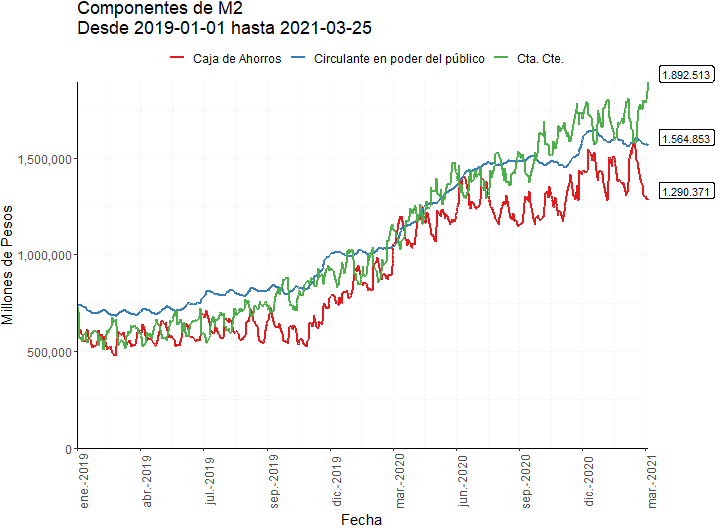 Componentes de M2
Desde 2019-01-01 hasta 2021-03-25
Caja de Ahorros Circulante en poder del público Cta. Cte.
1.892.513
1.564.853
1.290.371
Millones de Pesos
1,500,000
1,000,000
500,000
0
ene.-2019 abr.-2019 jul.-2019 sep.-2019 dic.-2019 mar.-2020 jun.-2020 sep.-2020 dic.-2020 mar.-2021
Fecha